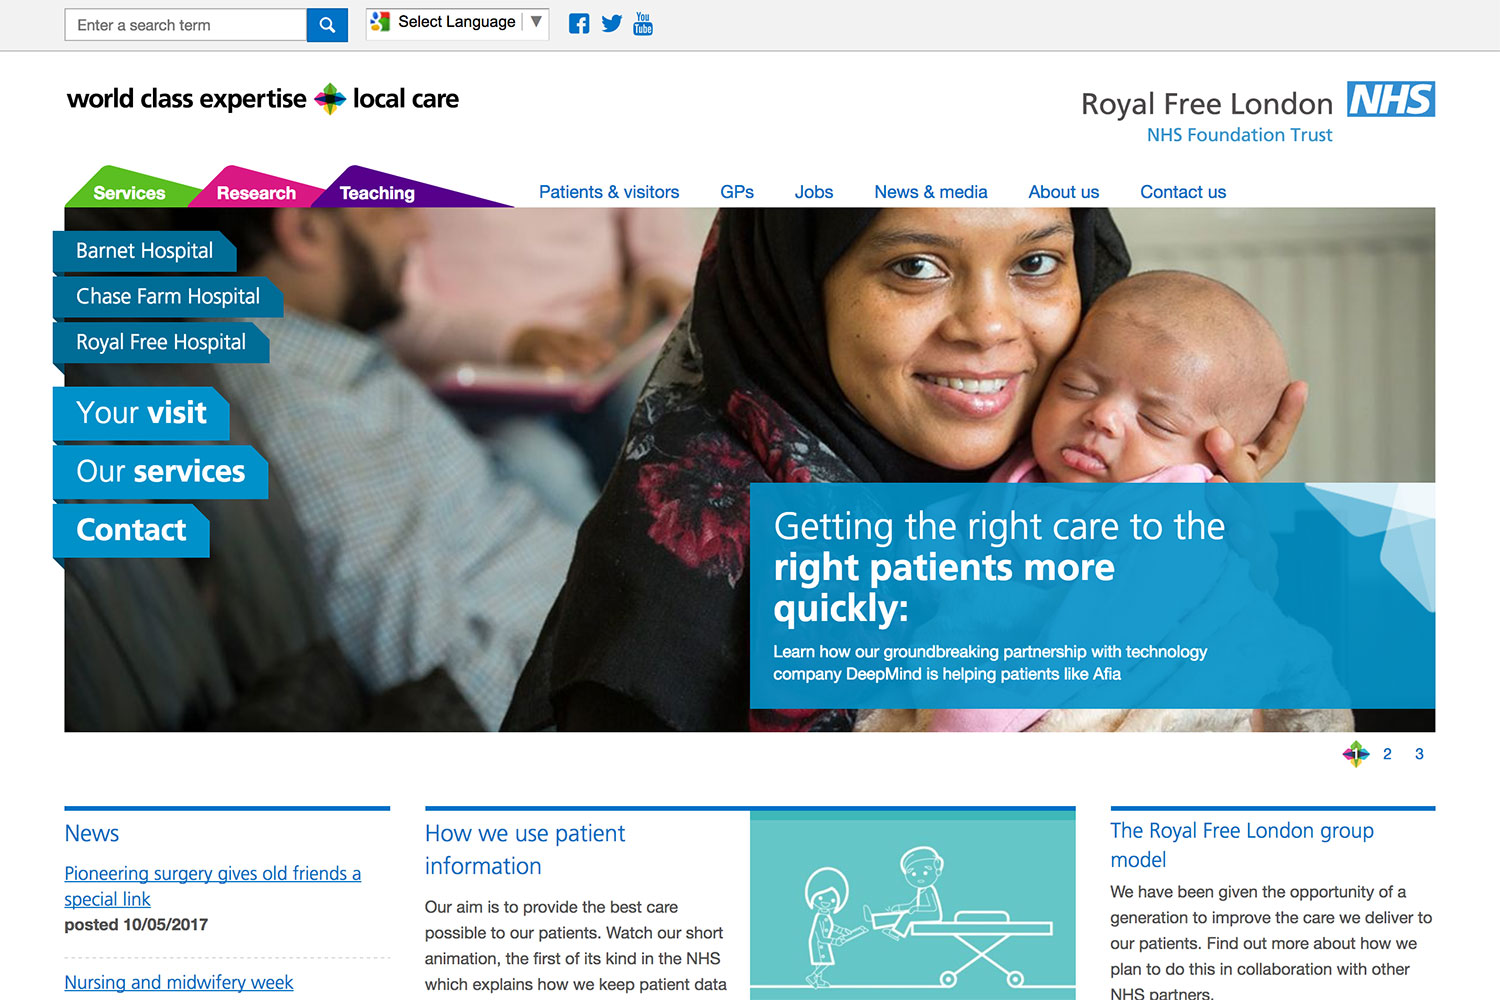 Enter a search term
Select Language ▼
You
Tube
world class expertise local care
Royal Free London NHS
NHS Foundation Trust
Services Research Teaching
Patients & visitors GPs Jobs News & media About us Contact us
Barnet Hospital
Chase Farm Hospital
Royal Free Hospital
Your visit
Our services
Contact
Getting the right care to the
right patients more
quickly:
Learn how our groundbreaking partnership with technology
company DeepMind is helping patients like Afia
1 2 3
News
Pioneering surgery gives old friends a
special link
posted 10/05/2017
Nursing and midwifery week
How we use patient
information
Our aim is to provide the best care
possible to our patients. Watch our short
animation, the first of its kind in the NHS
which explains how we keep patient data
The Royal Free London group
model
We have been given the opportunity of a
generation to improve the care we deliver to
our patients. Find out more about how we
plan to do this in collaboration with other
NHS partners.